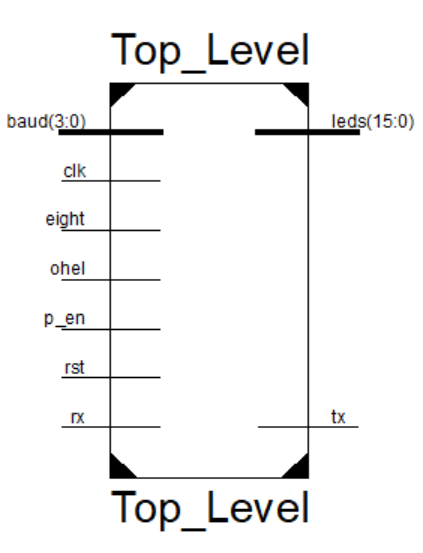 Top_Level
baud(3:0)
leds(15:0)
clk
eight
ohel
p_en
rst
rx
tx
Top_Level